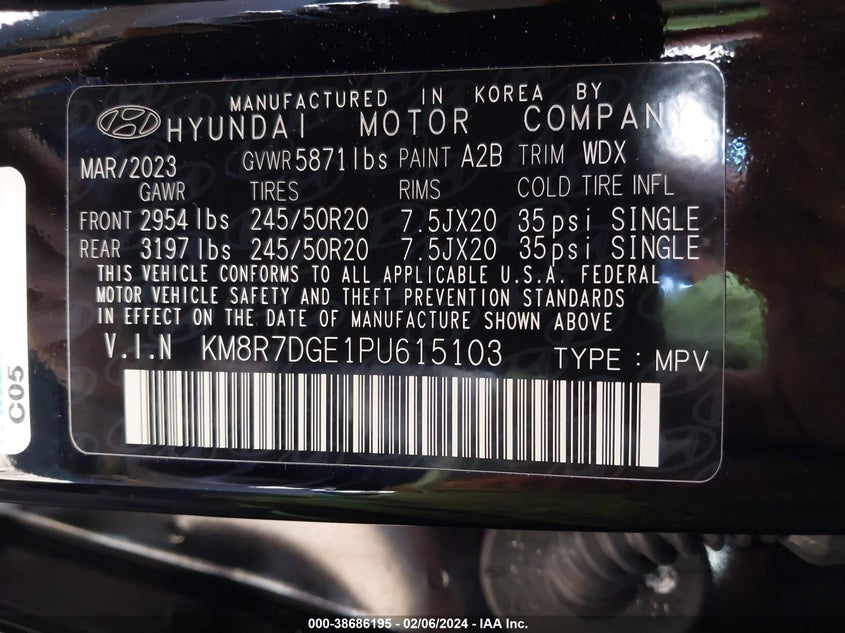 MANUFACTURED IN KOREA BY
HYUNDAI MOTOR COMPANY
MAR/2023 GVWR 5871lbs PAINT A2B TRIM WDX
GAWR TIRES RIMS COLD TIRE INFL
FRONT 2954 lbs 245/50R20 7.5JX20 35psi SINGLE
REAR 3197 lbs 245/50R20 7.5JX20 35psi SINGLE
THIS VEHICLE CONFORMS TO ALL APPLICABLE U.S.A. FEDERAL
MOTOR VEHICLE SAFETY AND THEFT PREVENTION STANDARDS
IN EFFECT ON THE DATE OF MANUFACTURE SHOWN ABOVE
V.I.N KM8R7DGE1PU615103 TYPE : MPV
C05
000-38686195 - 02/06/2024 - IAA Inc.